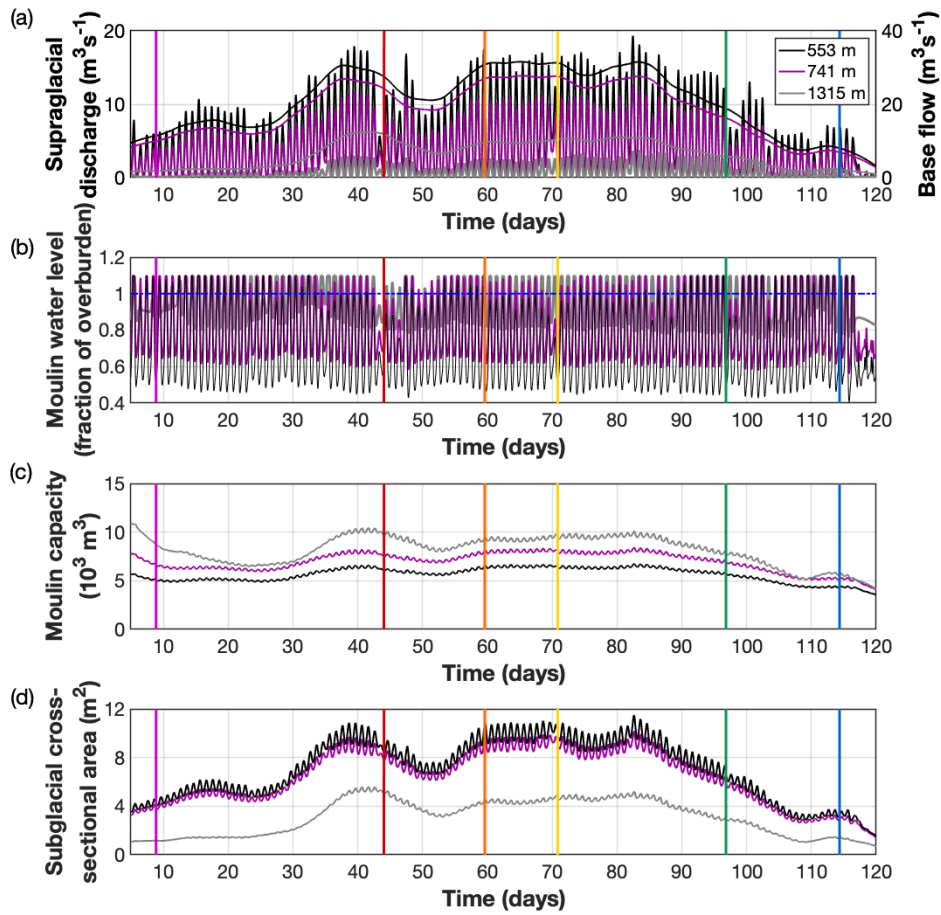 (a)
Supraglacial
discharge (m³s⁻¹)
20
10
0
40
20
0
Base flow (m³s⁻¹)
553 m
741 m
1315 m
10 20 30 40 50 60 70 80 90 100 110 120
Time (days)
(b)
Moulin water level
(fraction of overburden)
1.2
1
0.8
0.6
0.4
10 20 30 40 50 60 70 80 90 100 110 120
Time (days)
(c)
Moulin capacity
(10³ m³)
15
10
5
0
10 20 30 40 50 60 70 80 90 100 110 120
Time (days)
(d)
Subglacial cross-
sectional area (m²)
12
8
4
0
10 20 30 40 50 60 70 80 90 100 110 120
Time (days)